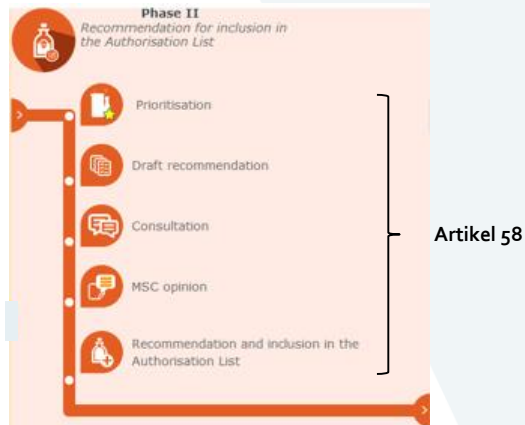 Phase II
Recommendation for inclusion in
the Authorisation List
Prioritisation
Draft recommendation
Consultation
Artikel 58
MSC opinion
Recommendation and inclusion in the
Authorisation List